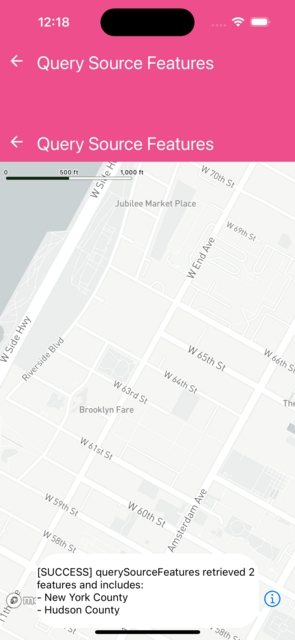 12:18
Query Source Features
Query Source Features
0 500 ft 1,000 ft
W Side H
W 70th St
Jubilee Market Place
W 69th St
W End Ave
W Side Hwy
Riverside Blvd
W 65th St
W 66th St
W 64th St
W 63rd St
The
Brooklyn Fare
W 61st St
W 60th St
W 59th St
Amsterdam Ave
W 58th St
11th Ave
[SUCCESS] querySourceFeatures retrieved 2
features and includes:
- New York County
- Hudson County